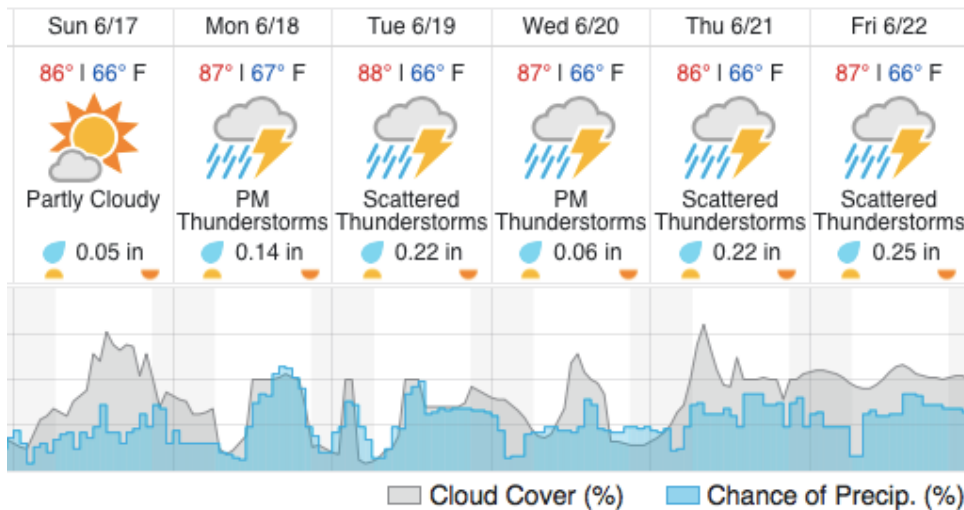 Sun 6/17 Mon 6/18 Tue 6/19 Wed 6/20 Thu 6/21 Fri 6/22
86° | 66° F 87° | 67° F 88° | 66° F 87° | 66° F 86° | 66° F 87° | 66° F
Partly Cloudy PM Scattered PM Scattered Scattered
Thunderstorms Thunderstorms Thunderstorms Thunderstorms Thunderstorms
0.05 in 0.14 in 0.22 in 0.06 in 0.22 in 0.25 in
Cloud Cover (%) Chance of Precip. (%)